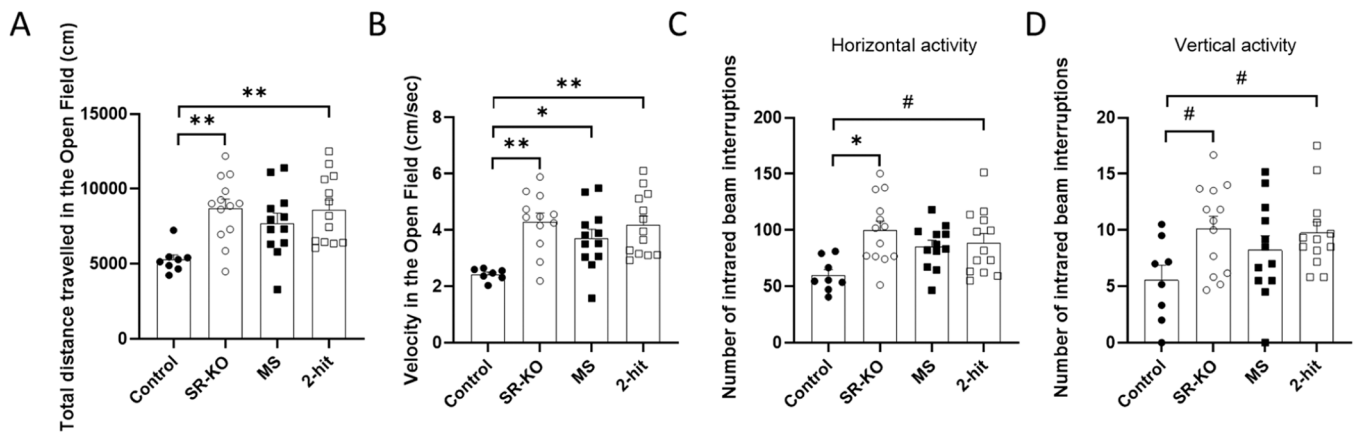 A
Total distance travelled in the Open Field (cm)
15000
10000
5000
0
**
**
Control
SR-KO
MS
2-hit
B
Velocity in the Open Field (cm/sec)
8
6
4
2
0
**
*
**
Control
SR-KO
MS
2-hit
C
Horizontal activity
Number of intrared beam interruptions
200
150
100
50
0
#
*
Control
SR-KO
MS
2-hit
D
Vertical activity
Number of intrared beam interruptions
20
15
10
5
0
#
#
Control
SR-KO
MS
2-hit